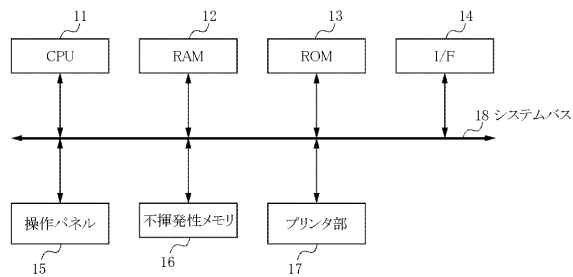 11
12
13
14
CPU
RAM
ROM
I/F
18 システムバス
操作パネル
不揮発性メモリ
プリンタ部
15
16
17